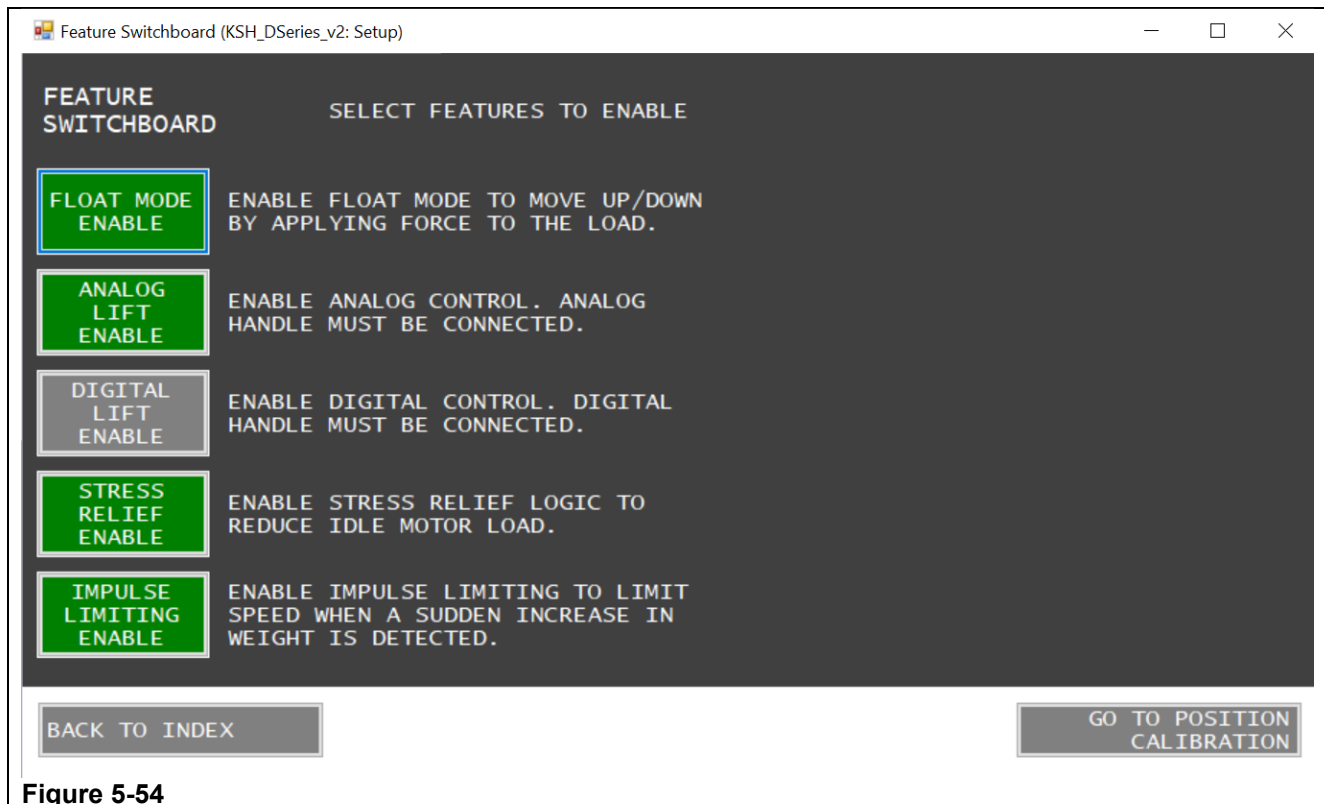 Feature Switchboard (KSH_DSeries_v2: Setup)
FEATURE
SWITCHBOARD
SELECT FEATURES TO ENABLE
FLOAT MODE
ENABLE
ENABLE FLOAT MODE TO MOVE UP/DOWN
BY APPLYING FORCE TO THE LOAD.
ANALOG
LIFT
ENABLE
ENABLE ANALOG CONTROL. ANALOG
HANDLE MUST BE CONNECTED.
DIGITAL
LIFT
ENABLE
ENABLE DIGITAL CONTROL. DIGITAL
HANDLE MUST BE CONNECTED.
STRESS
RELIEF
ENABLE
ENABLE STRESS RELIEF LOGIC TO
REDUCE IDLE MOTOR LOAD.
IMPULSE
LIMITING
ENABLE
ENABLE IMPULSE LIMITING TO LIMIT
SPEED WHEN A SUDDEN INCREASE IN
WEIGHT IS DETECTED.
BACK TO INDEX
GO TO POSITION
CALIBRATION
Figure 5-54